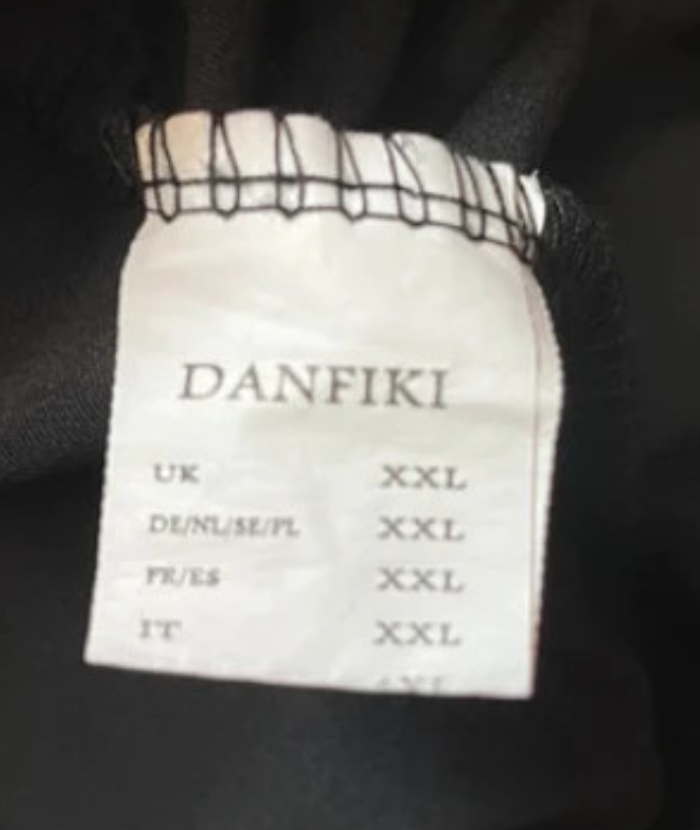 DANFIKI
UK XXL
DE/NL/SE/PL XXL
FR/ES XXL
IT XXL